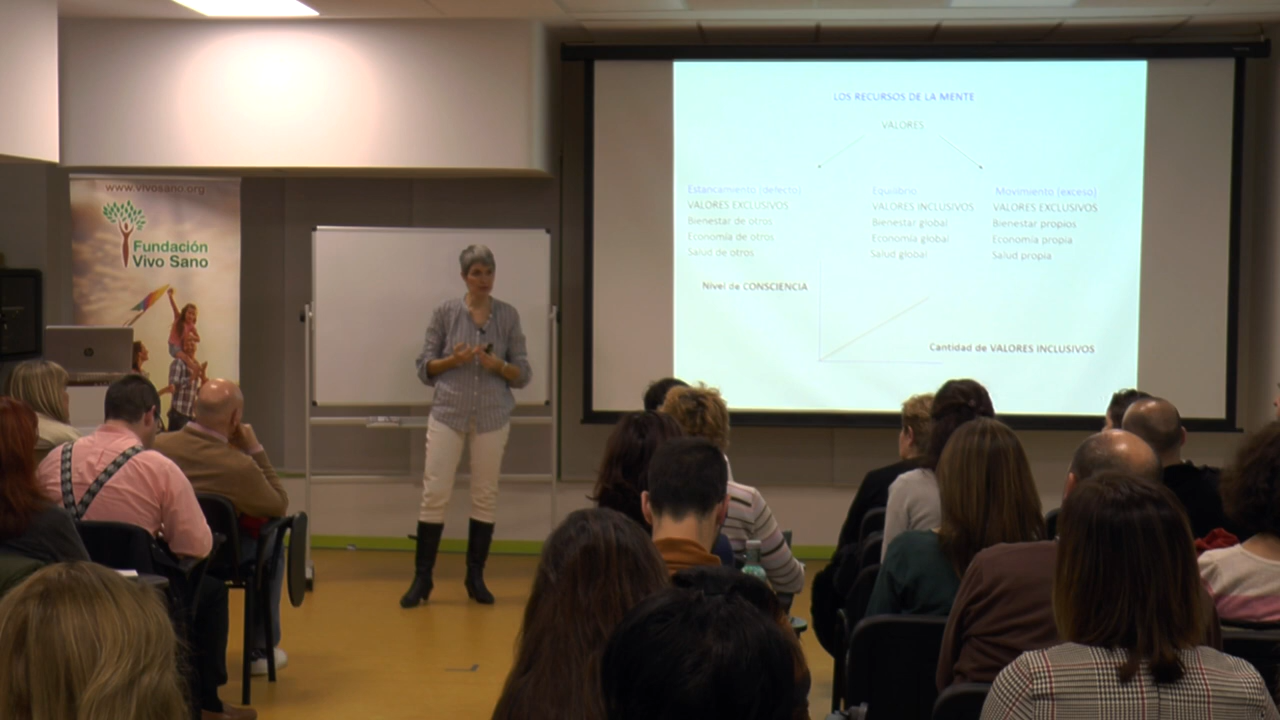 www.vivosano.org
Fundación
Vivo Sano
hp
LOS RECURSOS DE LA MENTE
VALORES
Estancamiento (defecto)
VALORES EXCLUSIVOS
Bienestar de otros
Economía de otros
Salud de otros
Equilibrio
VALORES INCLUSIVOS
Bienestar global
Economía global
Salud global
Movimiento (exceso)
VALORES EXCLUSIVOS
Bienestar propios
Economía propia
Salud propia
Nivel de CONSCIENCIA
Cantidad de VALORES INCLUSIVOS